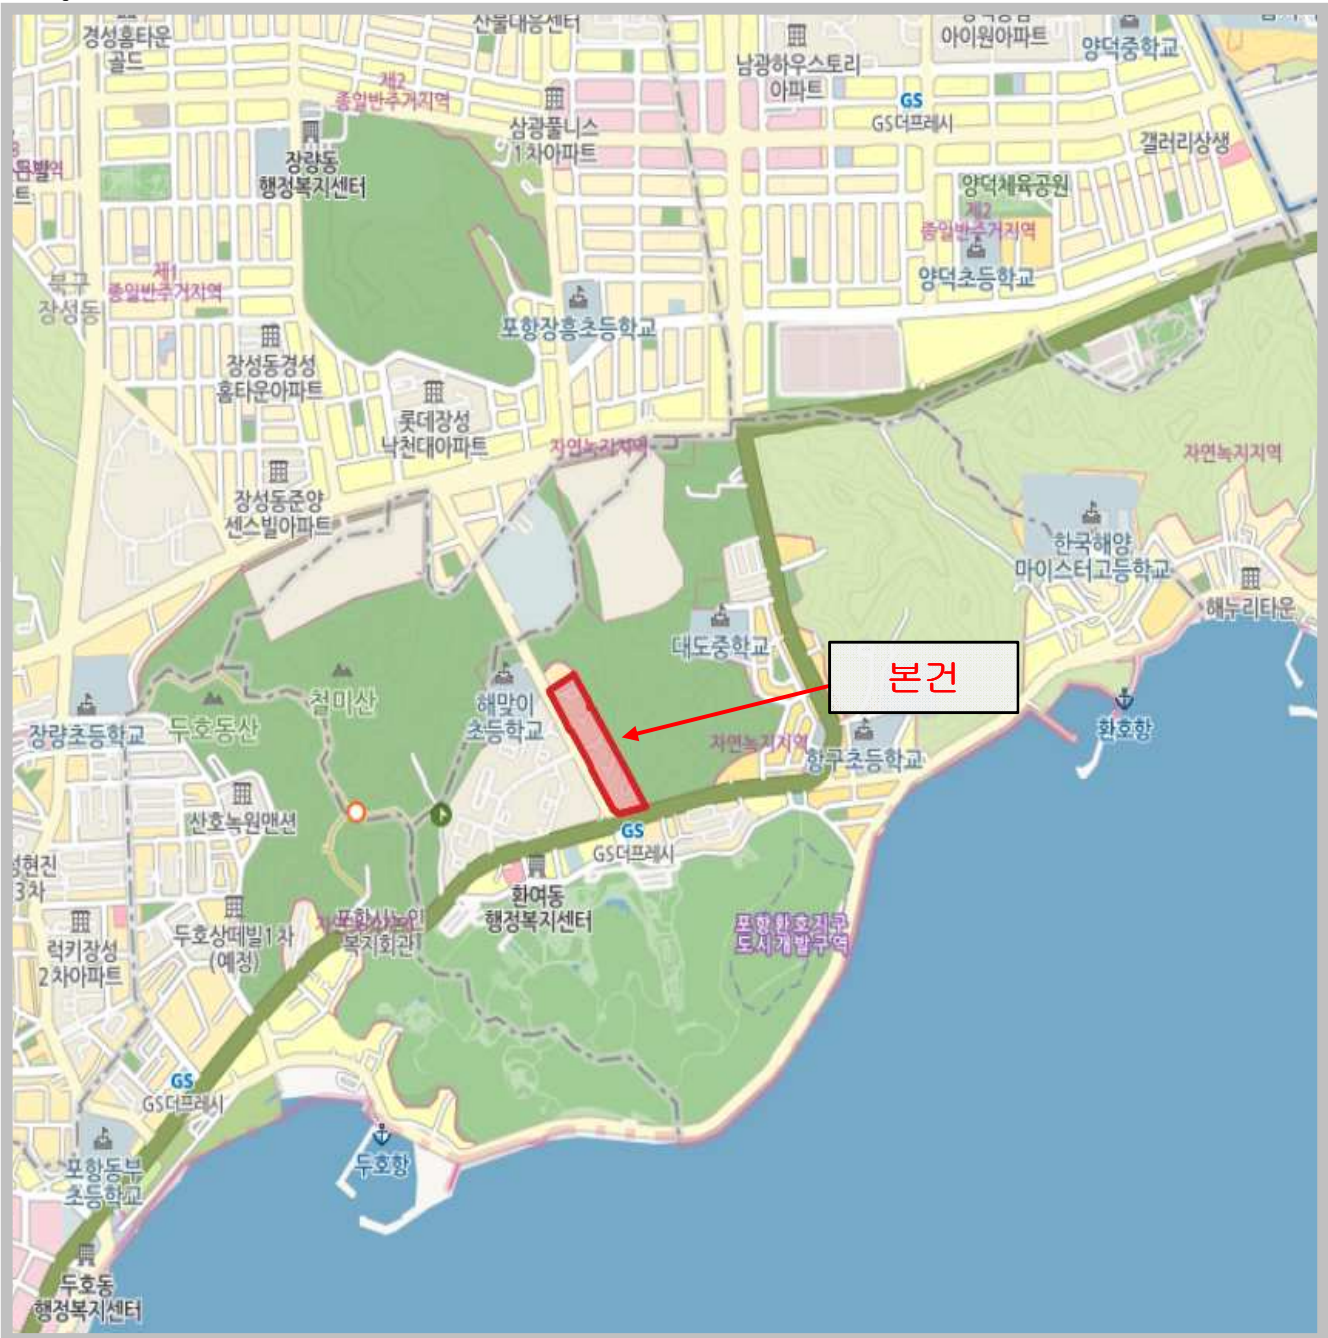 경성홈타운
골드
산물대응센터
제2
종일반주거지역
남광하우스토리
아파트
아이원아파트
양덕중학교
GS
GS더프레시
삼광풀니스
1차아파트
갤러리상생
장량동
행정복지센터
양덕체육공원
제2
종일반주거지역
양덕초등학교
북구
장성동
제1
종일반주거지역
포항장흥초등학교
장성동경성
홈타운아파트
롯데장성
낙천대아파트
자연녹지지역
자연녹지지역
장성동준양
센스빌아파트
한국해양
마이스터고등학교
해누리타운
대도중학교
본건
철미산
해맞이
초등학교
장량초등학교
두호동산
자연녹지지역
항구초등학교
환호항
산호녹원맨션
GS
GS더프레시
성현진
3차
환여동
행정복지센터
포항시노인
복지회관
포항환호지구
도시개발구역
럭키장성
2차아파트
두호상떼빌1차
(예정)
GS
GS더프레시
두호항
포항동부
초등학교
두호동
행정복지센터